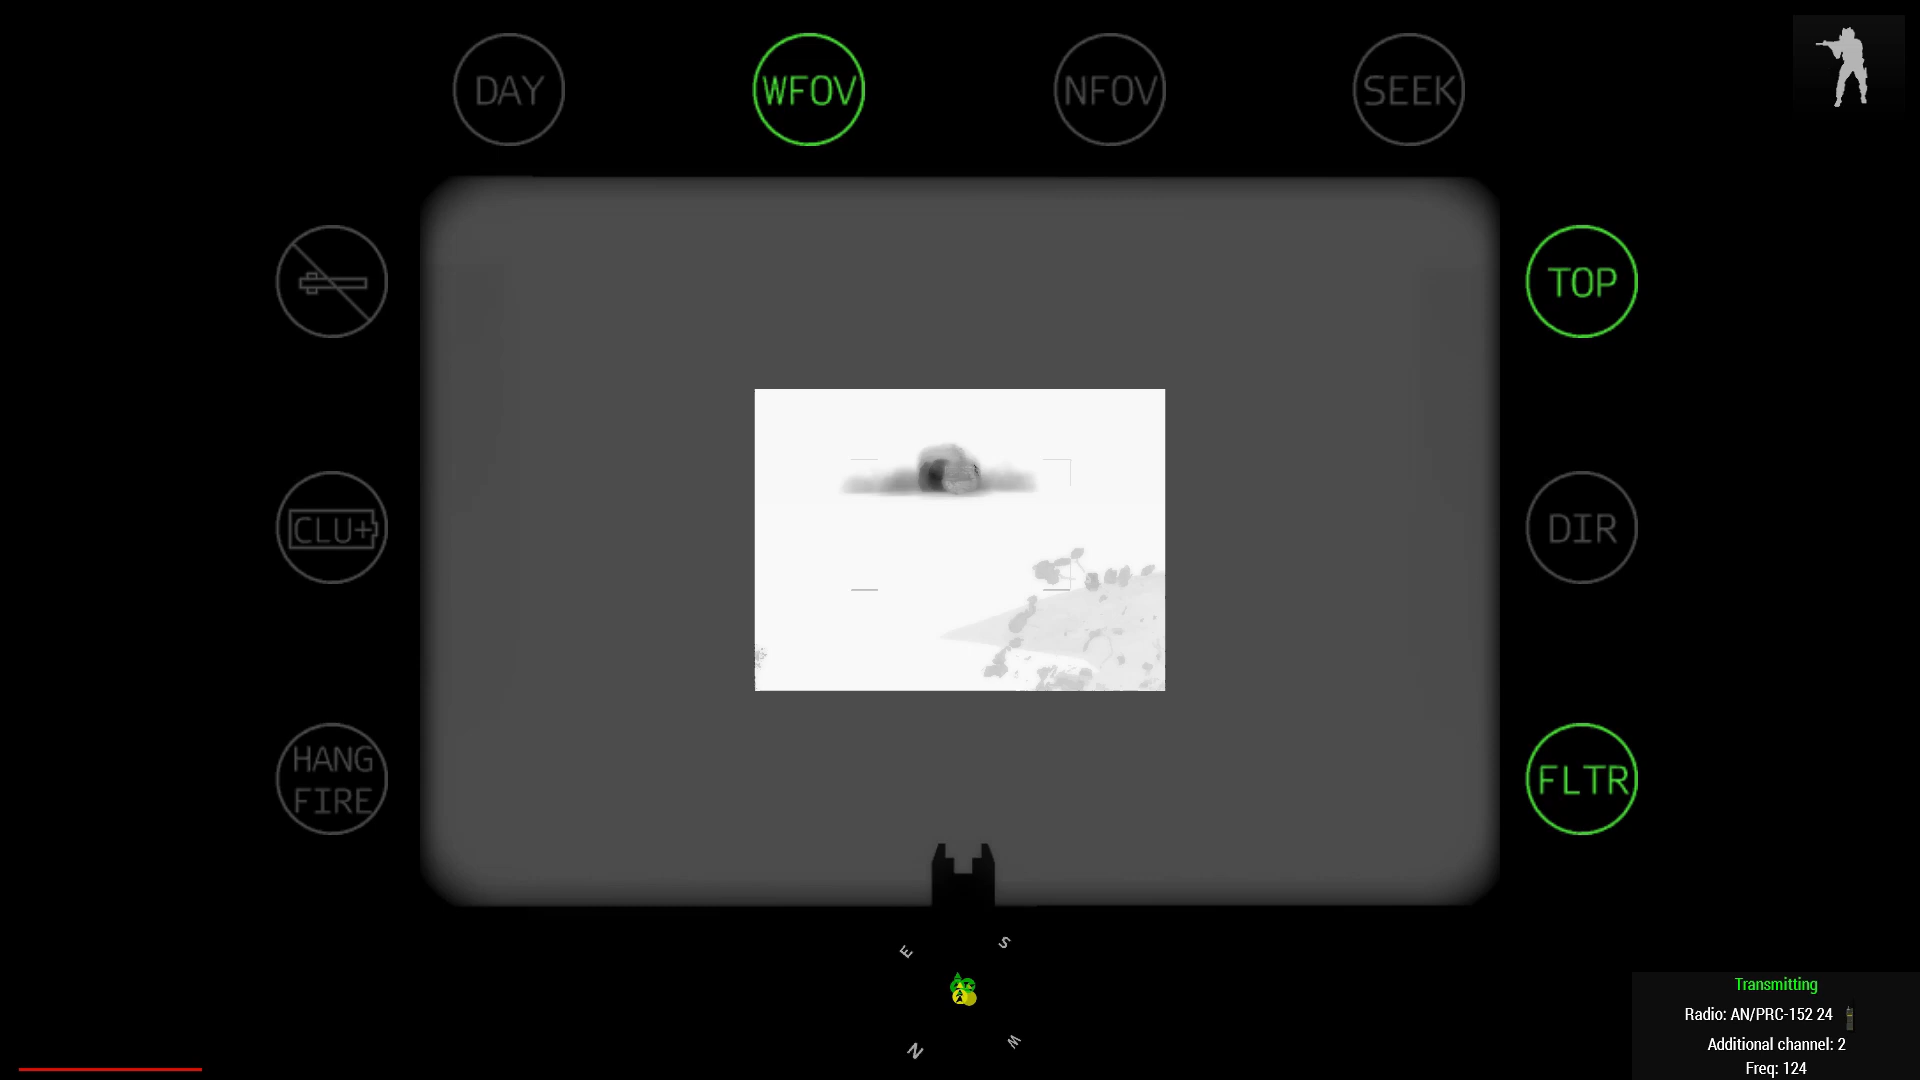 DAY
WFOV
NFOV
SEEK
TOP
CLU+
DIR
HANG
FIRE
FLTR
E
S
N
W
Transmitting
Radio: AN/PRC-152 24
Additional channel: 2
Freq: 124